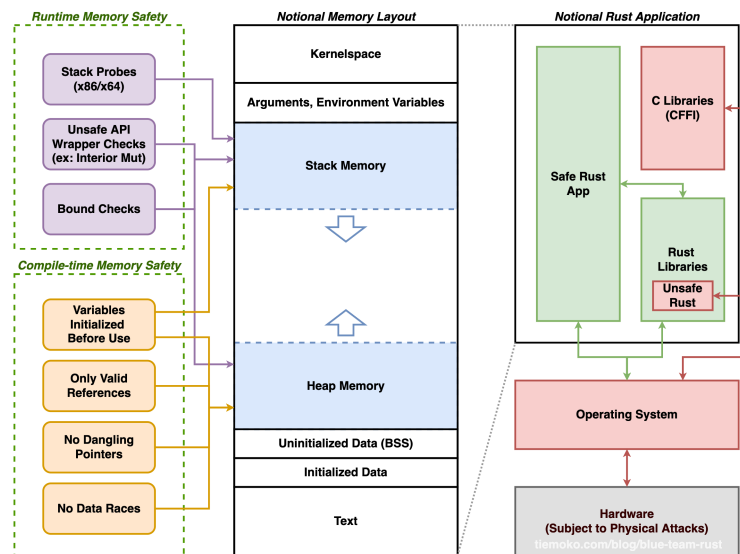 Runtime Memory Safety
Stack Probes
(x86/x64)
Unsafe API
Wrapper Checks
(ex: Interior Mut)
Bound Checks
Compile-time Memory Safety
Variables
Initialized
Before Use
Only Valid
References
No Dangling
Pointers
No Data Races
Notional Memory Layout
Kernelspace
Arguments, Environment Variables
Stack Memory
Heap Memory
Uninitialized Data (BSS)
Initialized Data
Text
Notional Rust Application
Safe Rust
App
C Libraries
(CFFI)
Rust
Libraries
Unsafe
Rust
Operating System
Hardware
(Subject to Physical Attacks)
tiemoko.com/blog/blue-team-rust